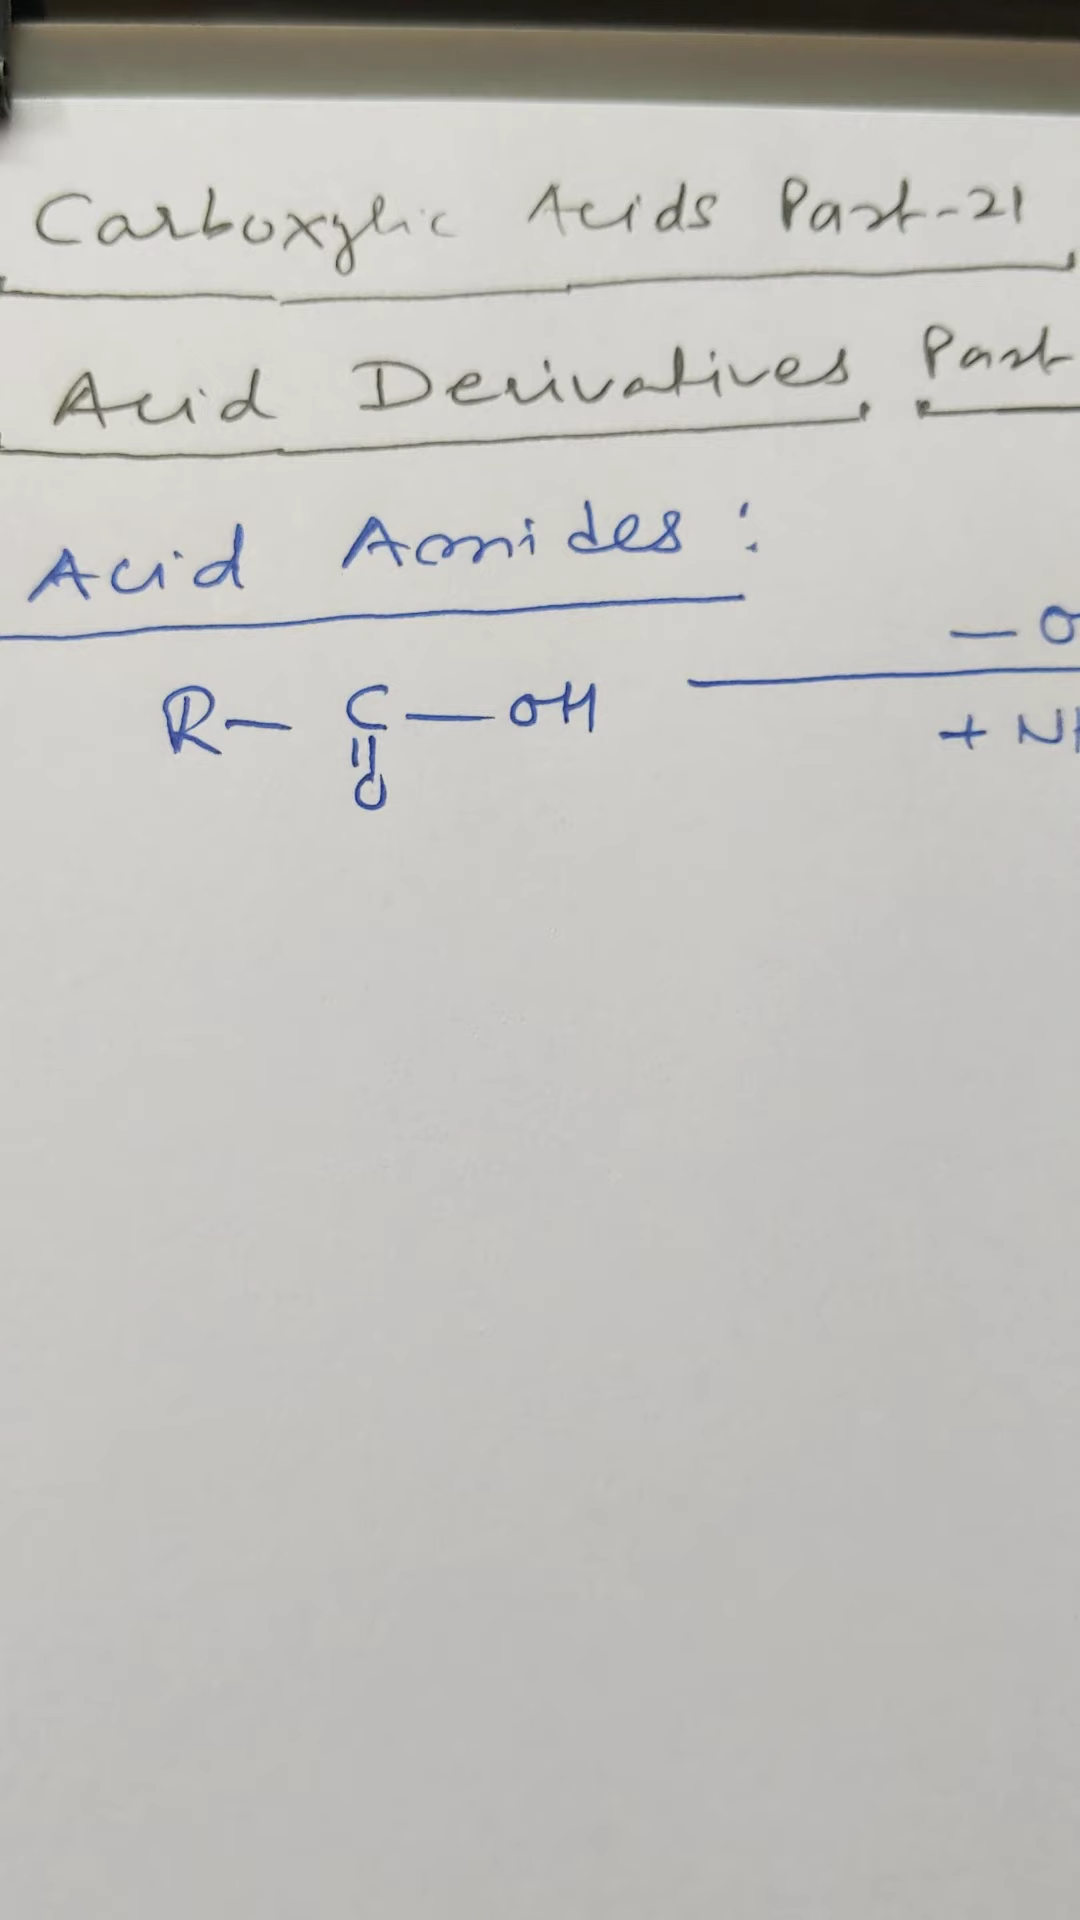 Carboxylic Acids Part-21
Acid Derivatives Part
Acid Amides :
— O
R — C — OH
+ N
||
O